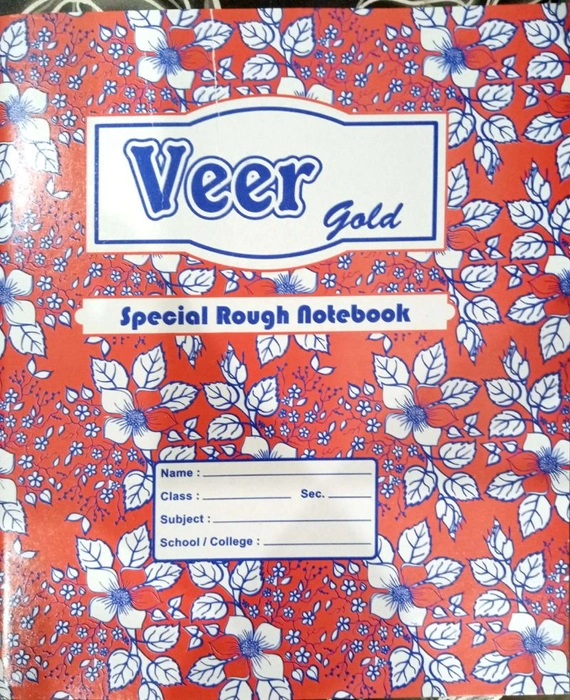 Veer
Gold
Special Rough Notebook
Name :
Class : Sec.
Subject :
School / College :